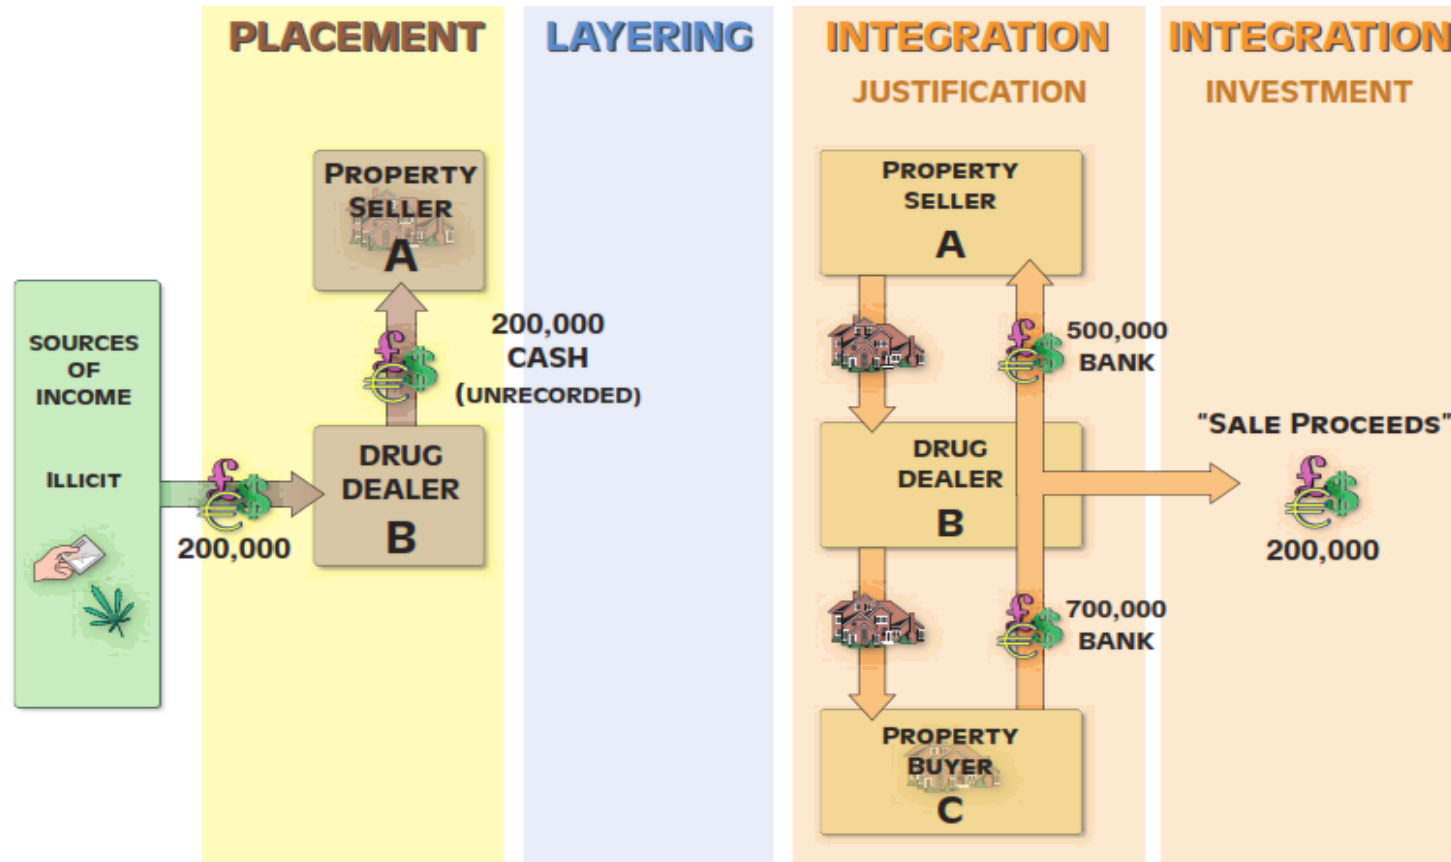 PLACEMENT
LAYERING
INTEGRATION
JUSTIFICATION
INTEGRATION
INVESTMENT
SOURCES
OF
INCOME
ILLICIT
200,000
PROPERTY
SELLER
A
200,000
CASH
(UNRECORDED)
DRUG
DEALER
B
PROPERTY
SELLER
A
500,000
BANK
DRUG
DEALER
B
700,000
BANK
PROPERTY
BUYER
C
"SALE PROCEEDS"
200,000